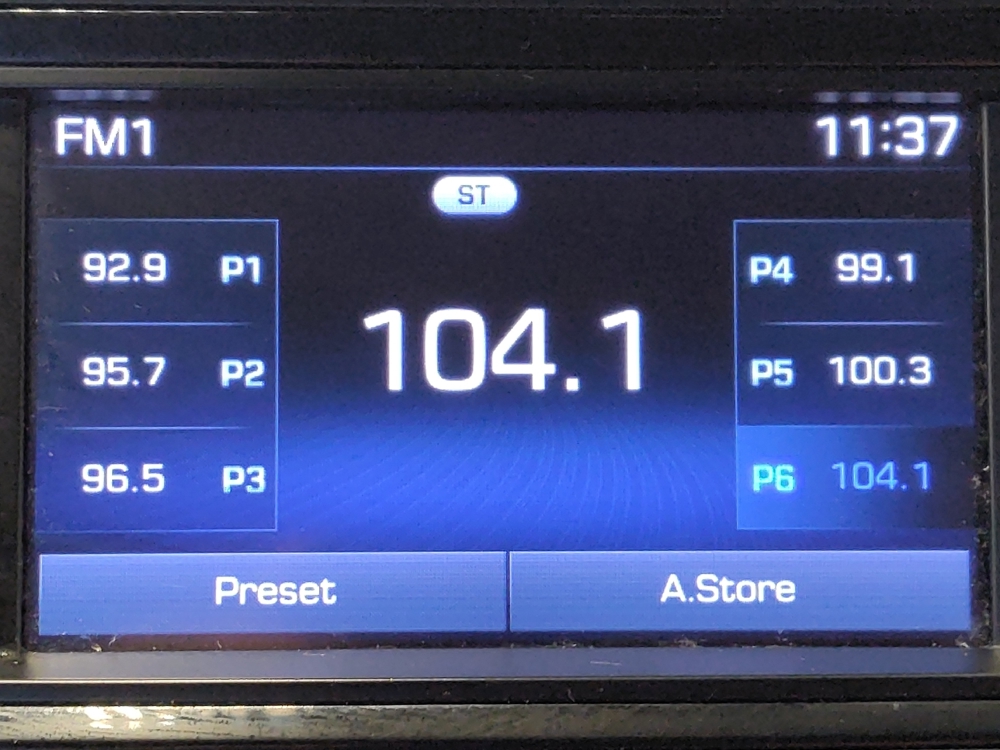 FM1 11:37
ST
92.9 P1
95.7 P2
96.5 P3
104.1
P4 99.1
P5 100.3
P6 104.1
Preset A.Store